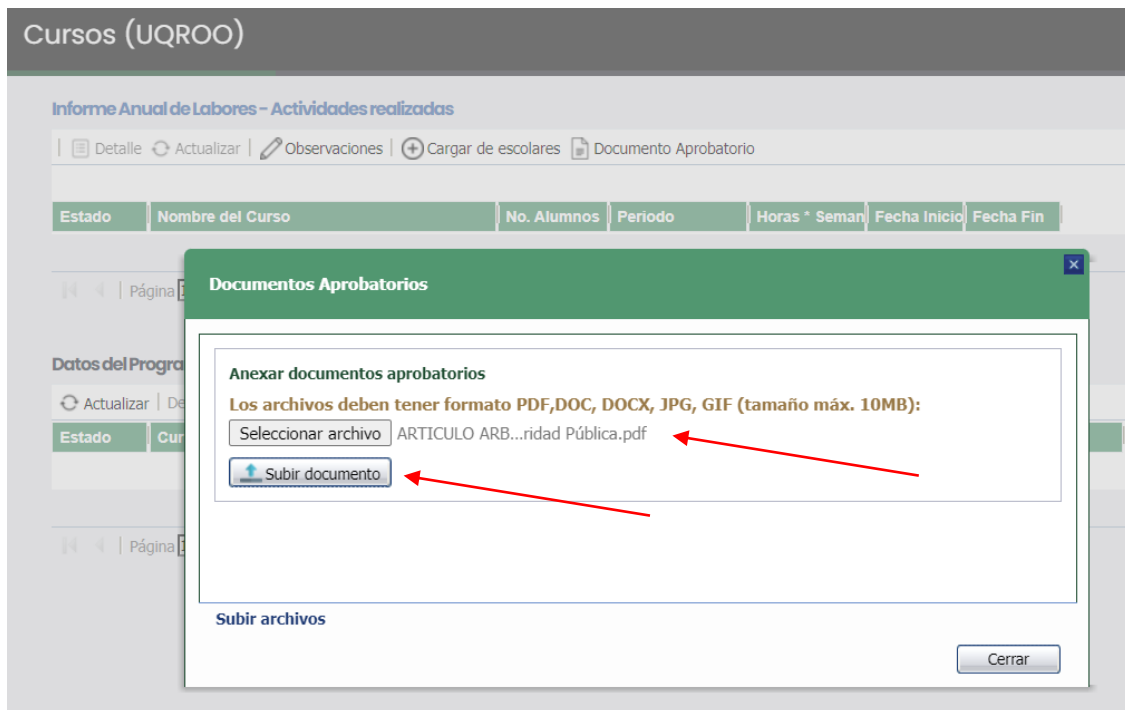 Cursos (UQROO)
Informe Anual de Labores - Actividades realizadas
Detalle Actualizar Observaciones Cargar de escolares Documento Aprobatorio
Estado Nombre del Curso No. Alumnos Periodo Horas * Seman Fecha Inicio Fecha Fin
Página
Documentos Aprobatorios
Datos del Progra
Anexar documentos aprobatorios
Actualizar De
Los archivos deben tener formato PDF,DOC, DOCX, JPG, GIF (tamaño máx. 10MB):
Estado Cur
Seleccionar archivo ARTICULO ARB...ridad Pública.pdf
Subir documento
Página
Subir archivos
Cerrar